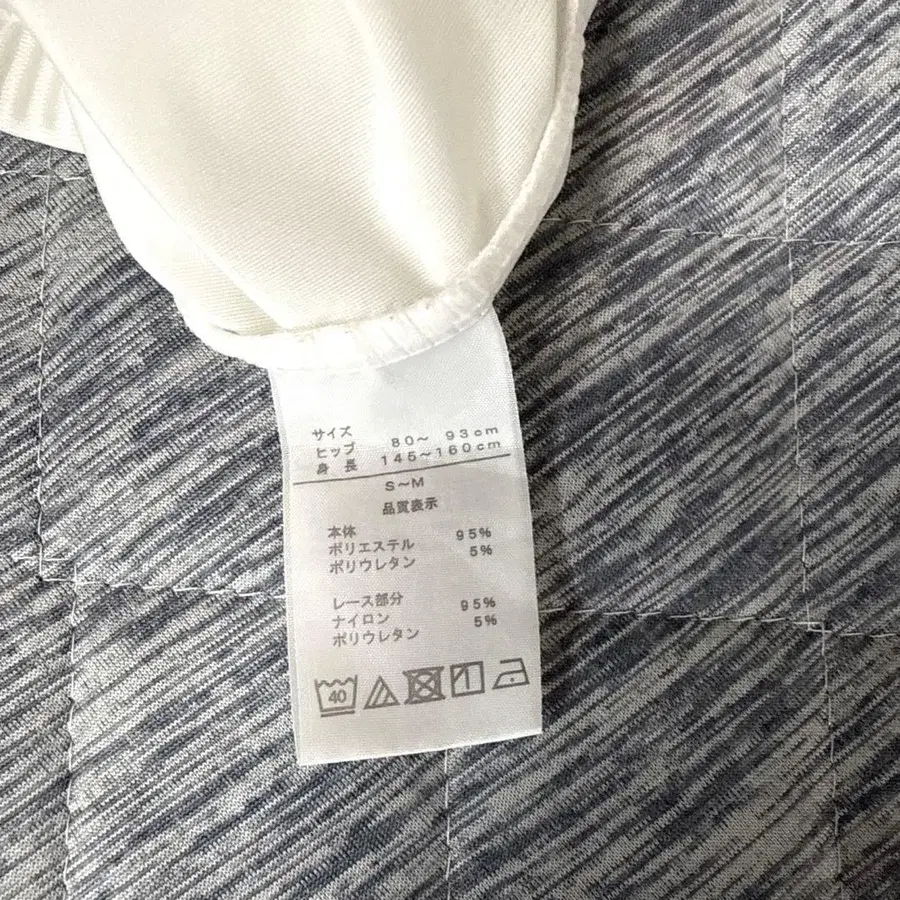 サイズ
ヒップ 80～ 93cm
身 長 145～160cm
S～M
品質表示
本体
ポリエステル 95%
ポリウレタン 5%
レース部分
ナイロン 95%
ポリウレタン 5%
40